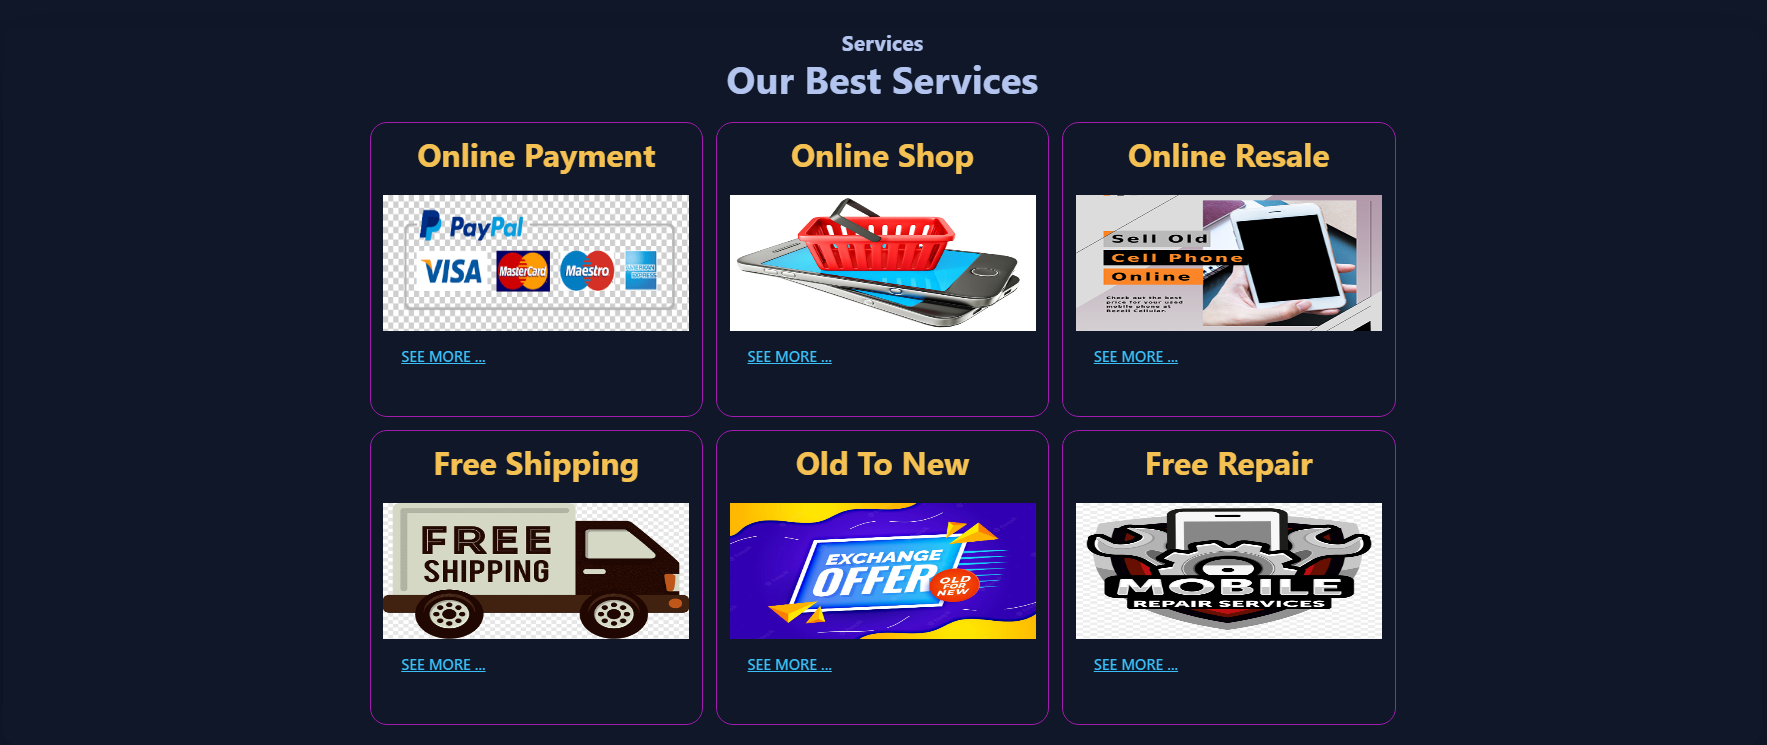 Services
Our Best Services
Online Payment
Online Shop
Online Resale
PayPal
VISA
MasterCard
Maestro
AMERICAN
EXPRESS
Sell Old
Cell Phone
Online
Check out the best
price for your used
mobile phone at
Recell Cellular.
SEE MORE ...
SEE MORE ...
SEE MORE ...
Free Shipping
Old To New
Free Repair
FREE
SHIPPING
EXCHANGE
OFFER
OLD
FOR
NEW
MOBILE
REPAIR SERVICES
SEE MORE ...
SEE MORE ...
SEE MORE ...